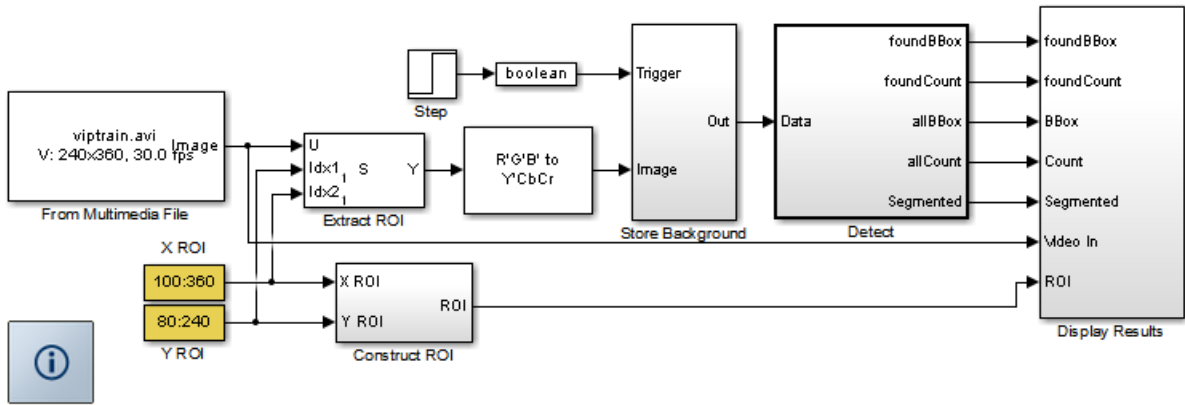 viptrain.avi
V: 240x360, 30.0 fps
Image
From Multimedia File
X ROI
100:360
80:240
Y ROI
Step
boolean
U
Idx1
1
Idx2
1
S
Y
Extract ROI
R'G'B' to
Y'CbCr
X ROI
Y ROI
ROI
Construct ROI
Trigger
Image
Out
Store Background
Data
foundBBox
foundCount
allBBox
allCount
Segmented
Detect
foundBBox
foundCount
BBox
Count
Segmented
Video In
ROI
Display Results